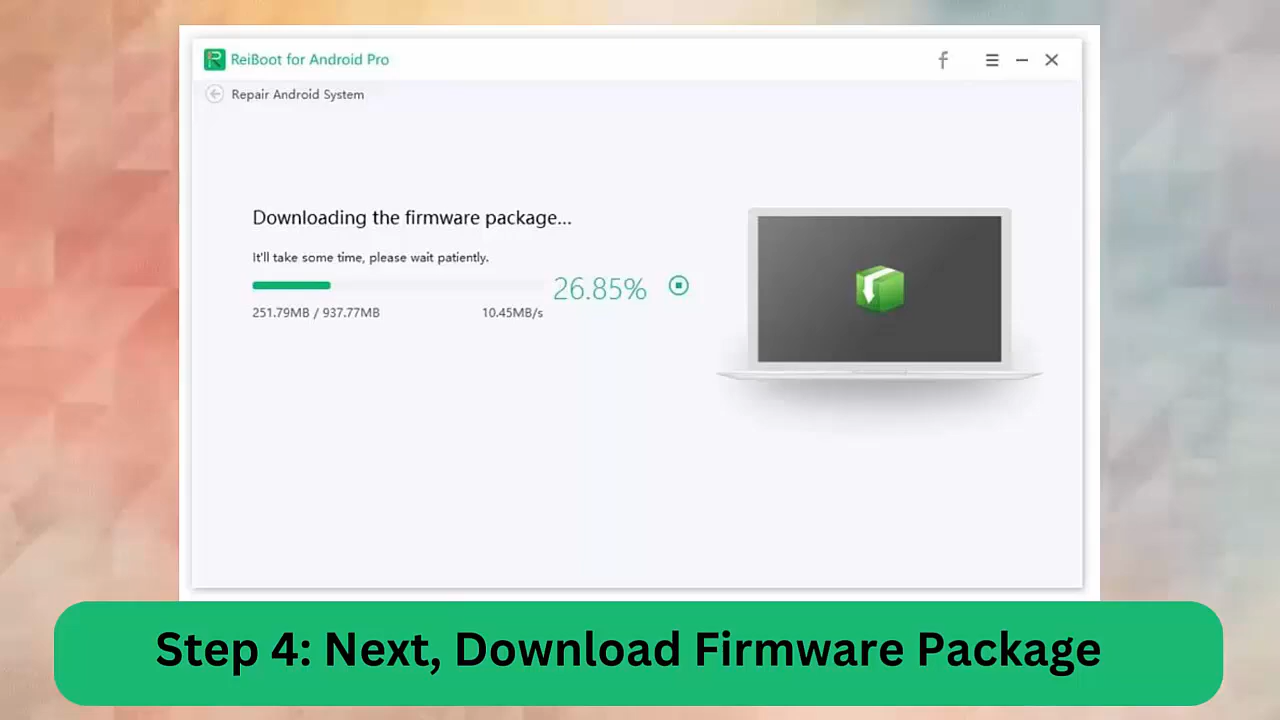 ReiBoot for Android Pro
Repair Android System
Downloading the firmware package...
It'll take some time, please wait patiently.
26.85%
251.79MB / 937.77MB 10.45MB/s
Step 4: Next, Download Firmware Package